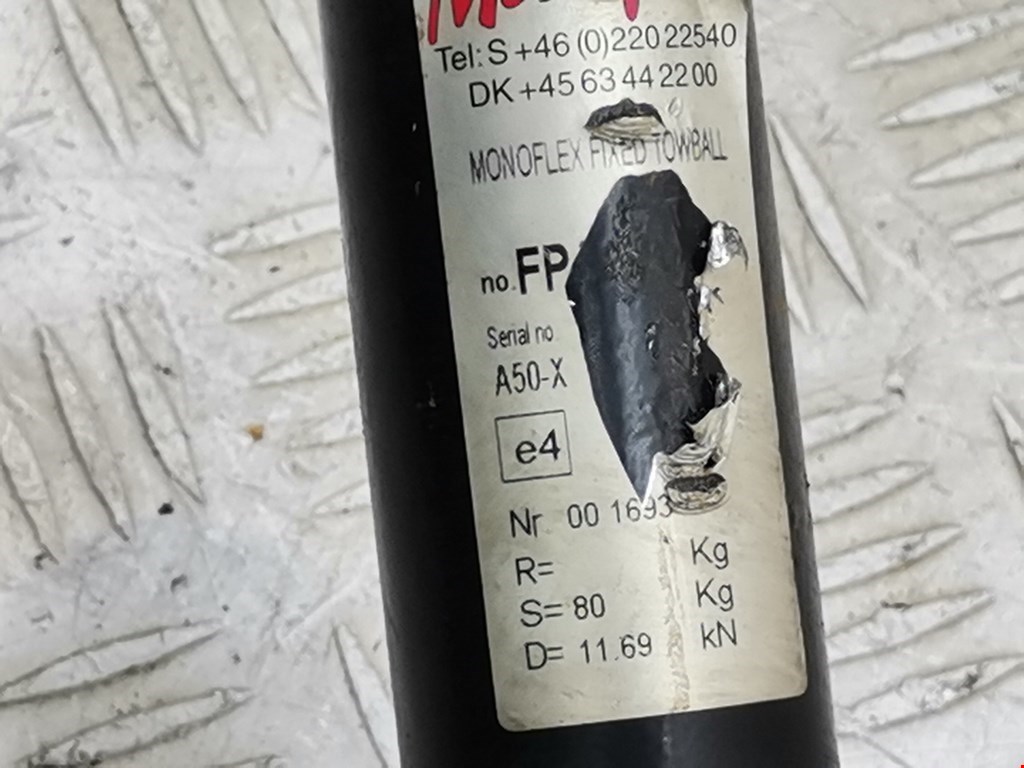 Tel: S +46 (0)220 22540
DK +45 63 44 22 00
MONOFLEX FIXED TOWBALL
no. FP
Serial no
A50-X
e4
Nr 00 1693
R= Kg
S= 80 Kg
D= 11.69 kN